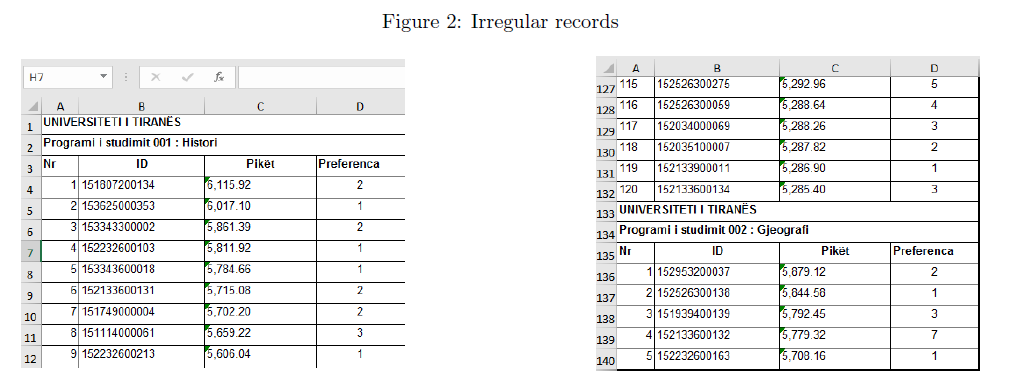 Figure 2: Irregular records
H7 fx
A B C D
1 UNIVERSITETI I TIRANËS
2 Programi i studimit 001 : Histori
3 Nr ID Pikët Preferenca
4 1 151807200134 6,115.92 2
5 2 153625000353 6,017.10 1
6 3 153343300002 5,861.39 2
7 4 152232600103 5,811.92 1
8 5 153343600018 5,784.66 1
9 6 152133600131 5,715.08 2
10 7 151749000004 5,702.20 2
11 8 151114000061 5,659.22 3
12 9 152232600213 5,606.04 1
A B C D
127 115 152526300275 5,292.96 5
128 116 152526300059 5,288.64 4
129 117 152034000069 5,288.26 3
130 118 152035100007 5,287.82 2
131 119 152133900011 5,286.90 1
132 120 152133600134 5,285.40 3
133 UNIVERSITETI I TIRANËS
134 Programi i studimit 002 : Gjeografi
135 Nr ID Pikët Preferenca
136 1 152953200037 5,879.12 2
137 2 152526300138 5,844.58 1
138 3 151939400139 5,792.45 3
139 4 152133600132 5,779.32 7
140 5 152232600163 5,708.16 1